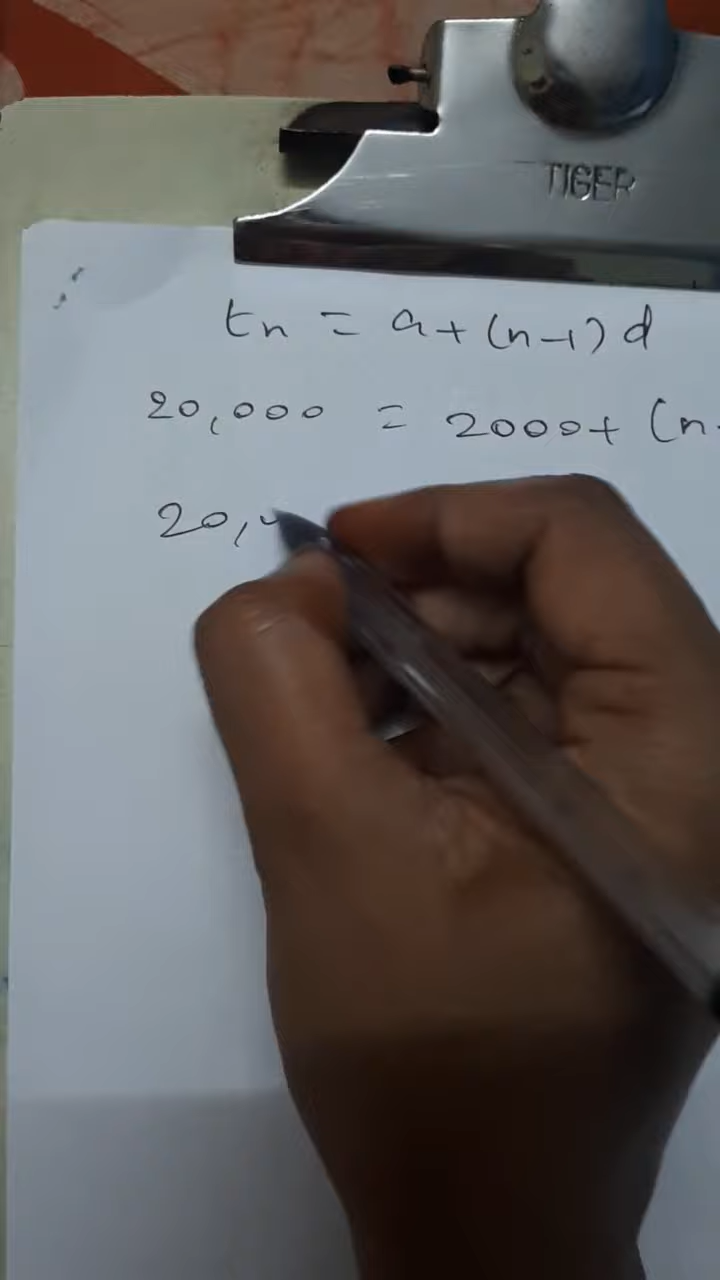 TIGER
tn = a + (n-1) d
20,000 = 2000 + (n-
20,